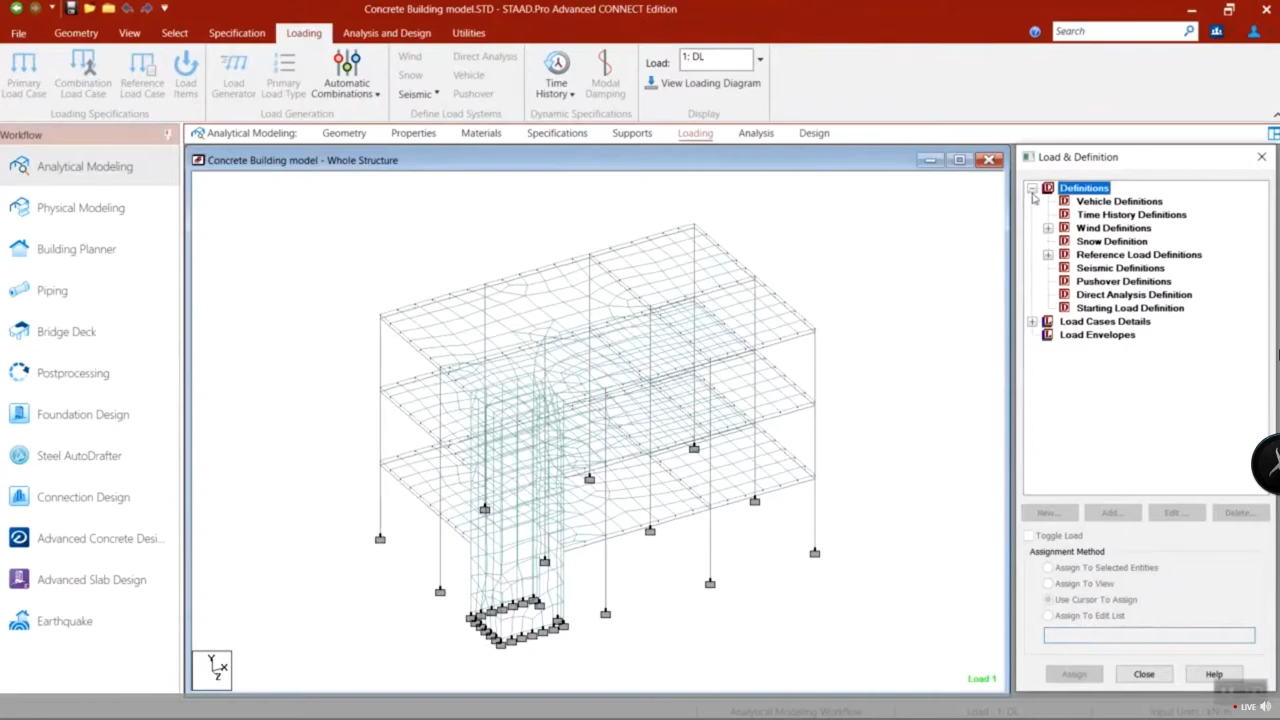 Concrete Building model.STD - STAAD.Pro Advanced CONNECT Edition
File Geometry View Select Specification Loading Analysis and Design Utilities
Search
Primary Load Case
Combination Load Case
Reference Load Case
Load Items
Loading Specifications
Load Generator
Primary Load Type
Automatic Combinations
Load Generation
Wind
Snow
Seismic
Direct Analysis
Vehicle
Pushover
Define Load Systems
Time History
Modal Damping
Dynamic Specifications
Load: 1: DL
View Loading Diagram
Display
Workflow
Analytical Modeling
Physical Modeling
Building Planner
Piping
Bridge Deck
Postprocessing
Foundation Design
Steel AutoDrafter
Connection Design
Advanced Concrete Desi...
Advanced Slab Design
Earthquake
Analytical Modeling: Geometry Properties Materials Specifications Supports Loading Analysis Design
Concrete Building model - Whole Structure
Y
X
Z
Load 1
Load & Definition
Definitions
Vehicle Definitions
Time History Definitions
Wind Definitions
Snow Definition
Reference Load Definitions
Seismic Definitions
Pushover Definitions
Direct Analysis Definition
Starting Load Definition
Load Cases Details
Load Envelopes
New... Add... Edit... Delete...
Toggle Load
Assignment Method
Assign To Selected Entities
Assign To View
Use Cursor To Assign
Assign To Edit List
Assign Close Help
Analytical Modeling Workflow Load : 1: DL
LIVE